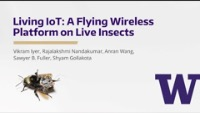 Living IoT: A Flying Wireless
Platform on Live Insects
Vikram Iyer, Rajalakshmi Nandakumar, Anran Wang,
Sawyer B. Fuller, Shyam Gollakota
W